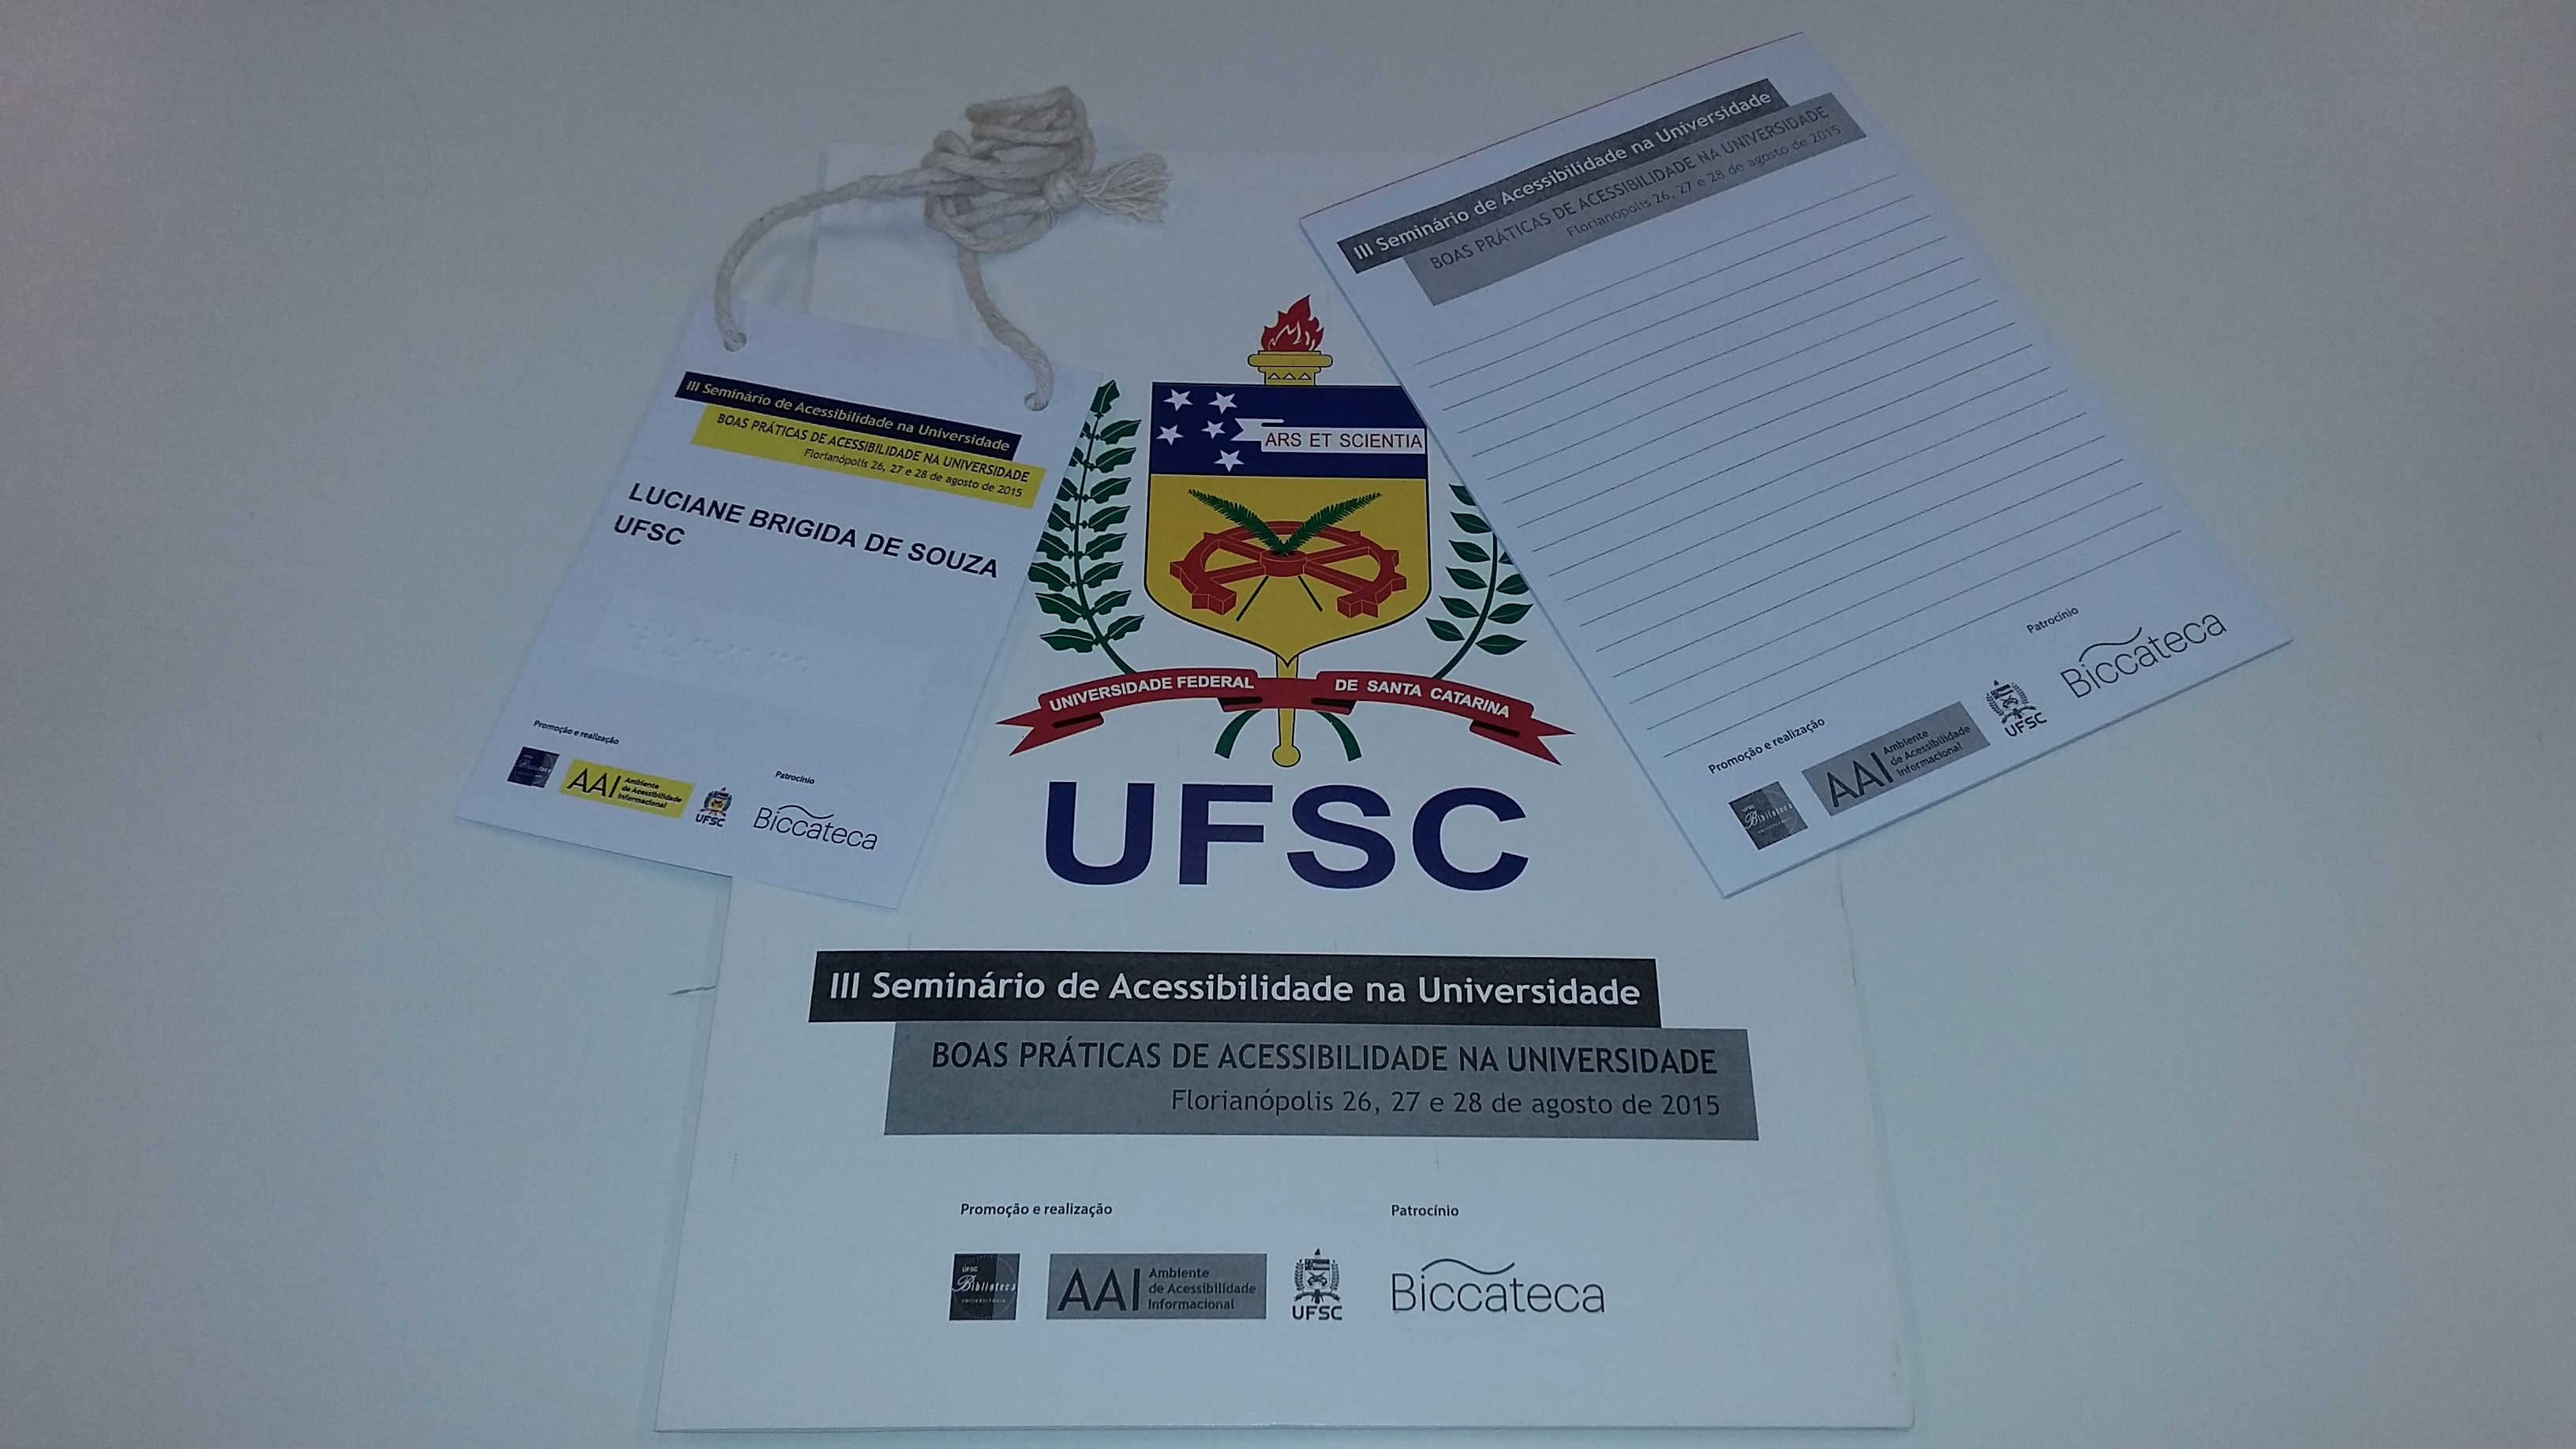 III Seminário de Acessibilidade na Universidade
BOAS PRÁTICAS DE ACESSIBILIDADE NA UNIVERSIDADE
Florianópolis 26, 27 e 28 de agosto de 2015
LUCIANE BRIGIDA DE SOUZA
UFSC
Promoção e realização
AAI
Ambiente
de Acessibilidade
Informacional
UFSC
Patrocínio
Biccateca
III Seminário de Acessibilidade na Universidade
BOAS PRÁTICAS DE ACESSIBILIDADE NA UNIVERSIDADE
Florianópolis 26, 27 e 28 de agosto de 2015
Promoção e realização
UFSC
Biblioteca
AAI
Ambiente
de Acessibilidade
Informacional
UFSC
Patrocínio
Biccateca
ARS ET SCIENTIA
UNIVERSIDADE FEDERAL DE SANTA CATARINA
UFSC
III Seminário de Acessibilidade na Universidade
BOAS PRÁTICAS DE ACESSIBILIDADE NA UNIVERSIDADE
Florianópolis 26, 27 e 28 de agosto de 2015
Promoção e realização
UFSC
Biblioteca
AAI
Ambiente
de Acessibilidade
Informacional
UFSC
Patrocínio
Biccateca